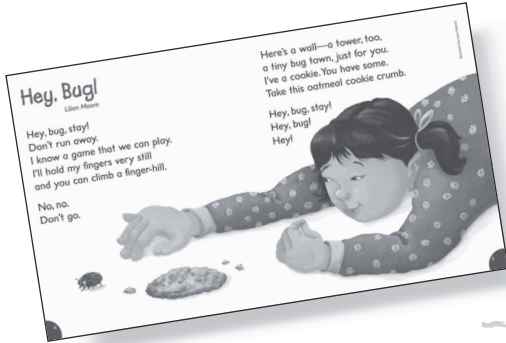 Hey, Bug!
Lilian Moore
Hey, bug, stay!
Don't run away.
I know a game that we can play.
I'll hold my fingers very still
and you can climb a finger-hill.
No, no.
Don't go.
Here's a wall—a tower, too,
a tiny bug town, just for you.
I've a cookie. You have some.
Take this oatmeal cookie crumb.
Hey, bug, stay!
Hey, bug!
Hey!